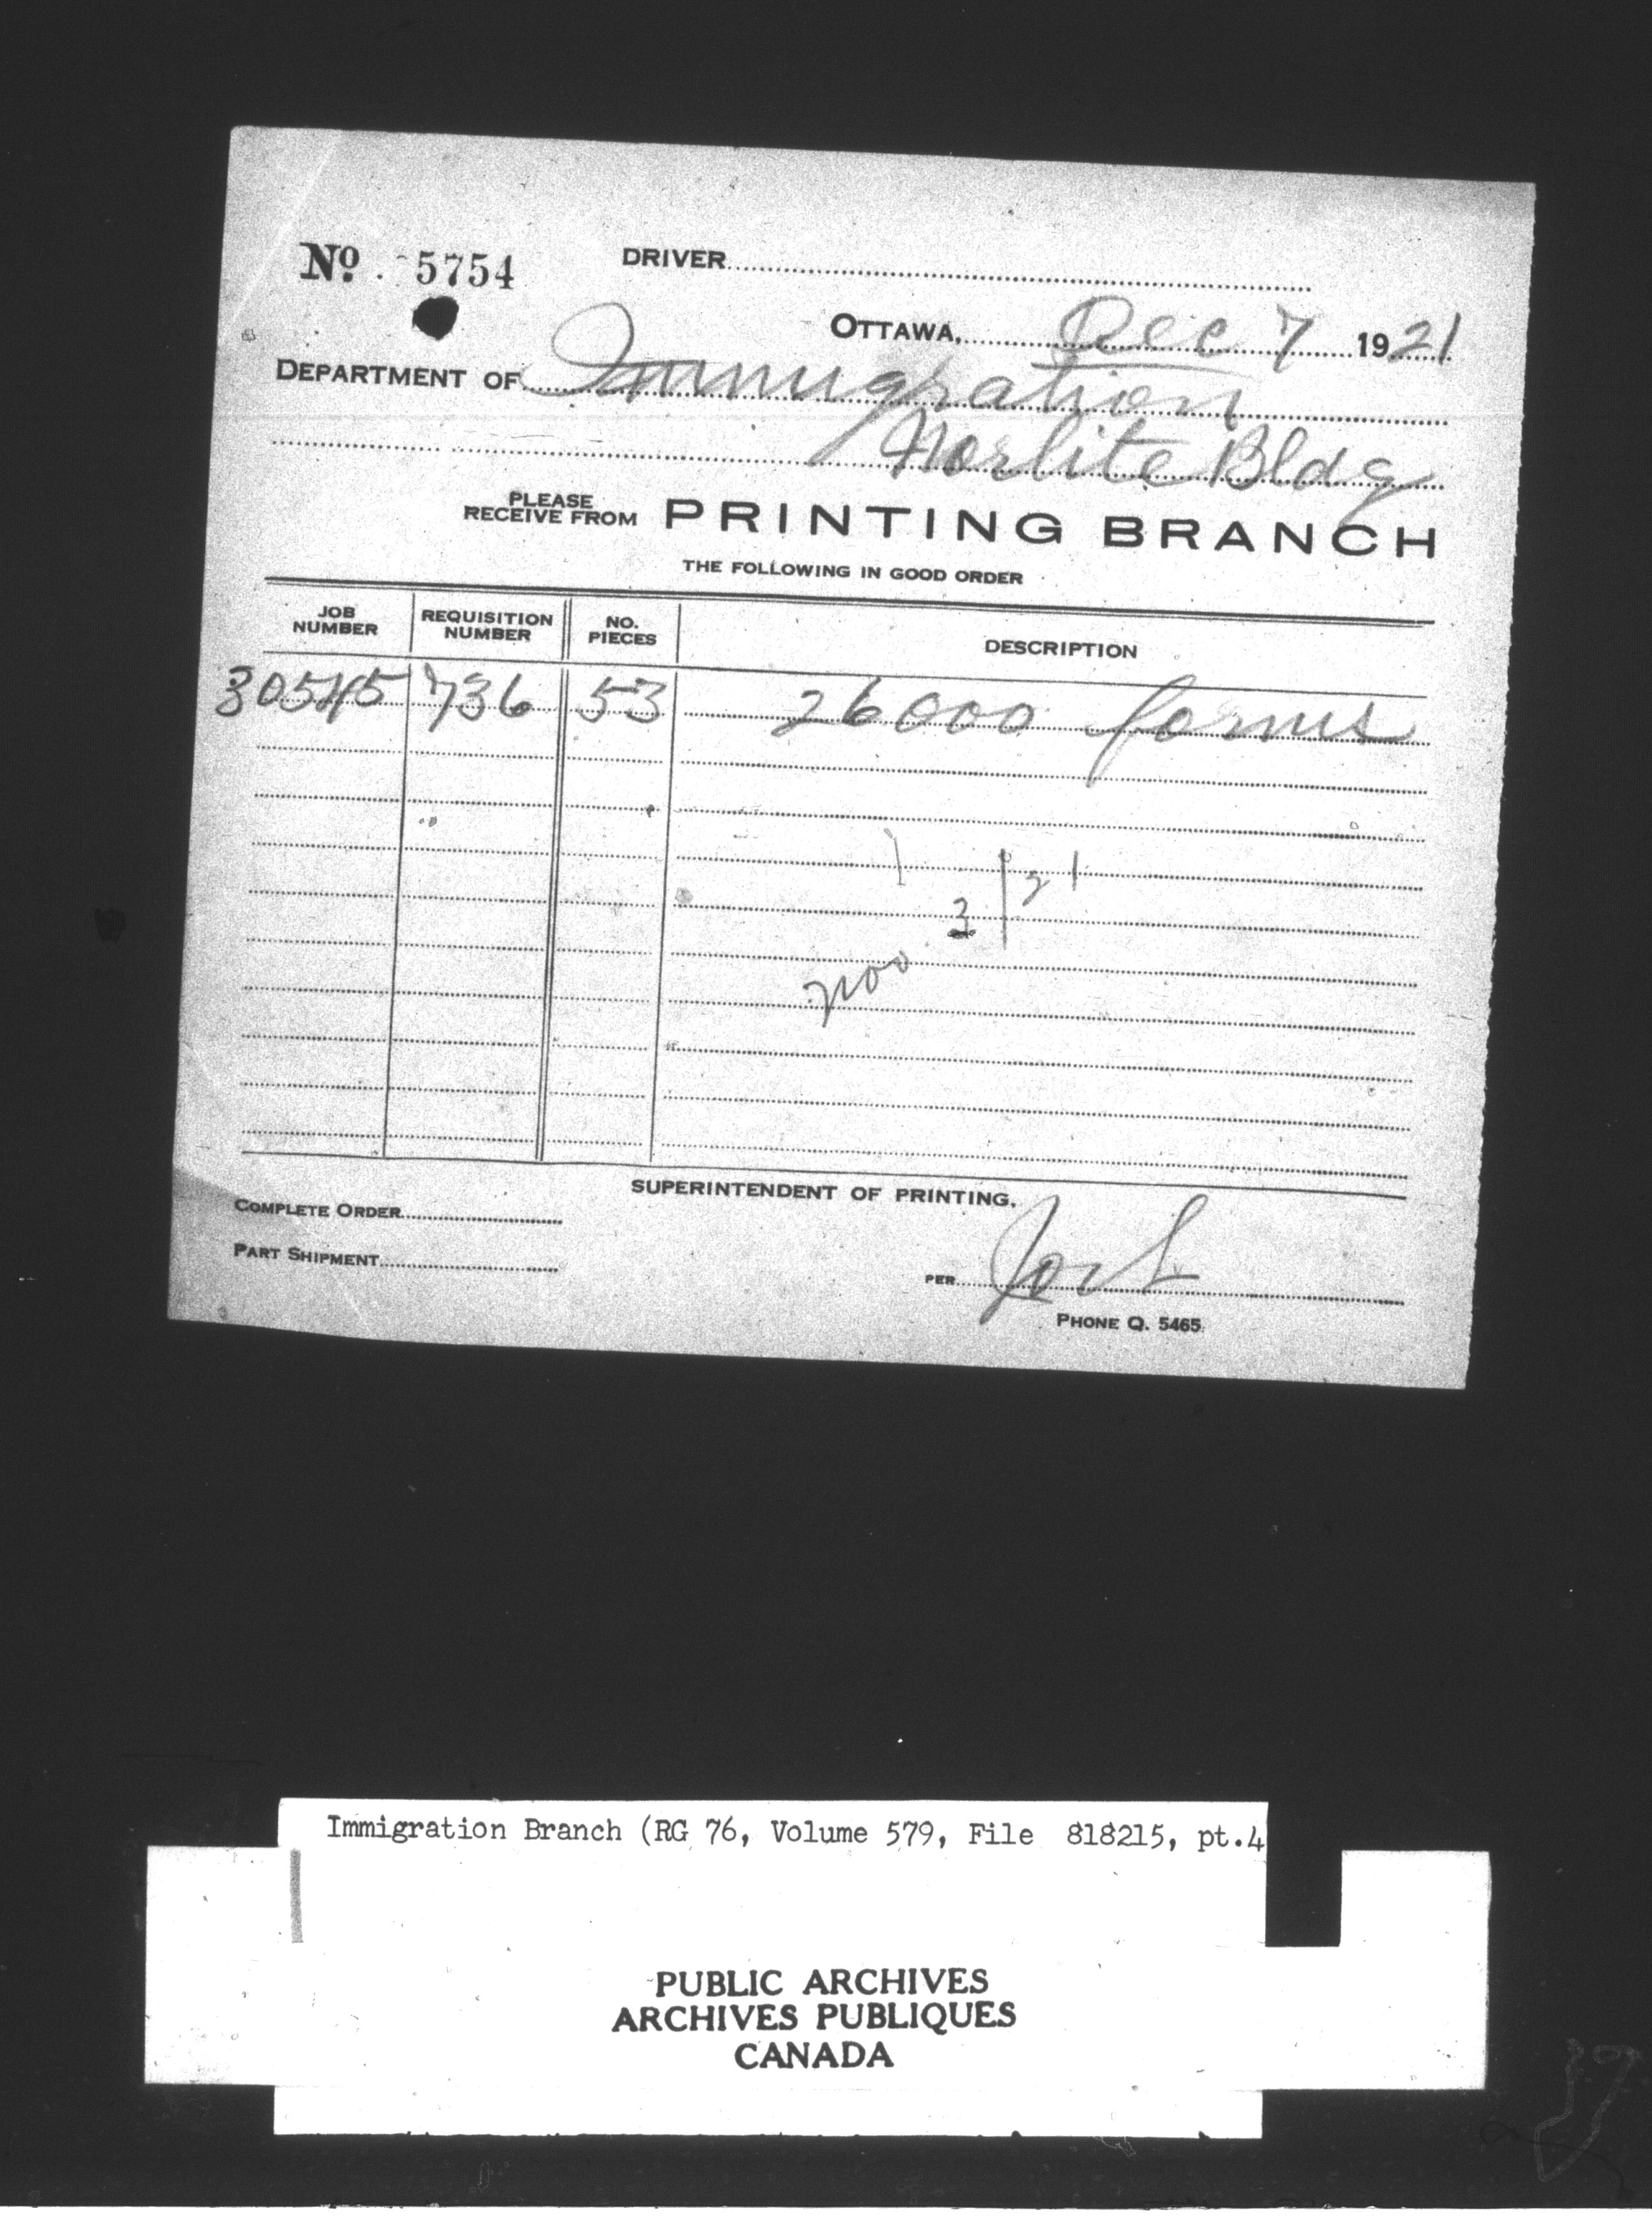 No. 5754
DRIVER
OTTAWA, Dec 7 1921
DEPARTMENT OF Immigration
Norlite Bldg
PLEASE RECEIVE FROM PRINTING BRANCH
THE FOLLOWING IN GOOD ORDER
JOB NUMBER REQUISITION NUMBER NO. PIECES DESCRIPTION
30545 736 53 26000 forms
3 21
SUPERINTENDENT OF PRINTING.
COMPLETE ORDER
PART SHIPMENT
PER
PHONE Q. 5465
Immigration Branch (RG 76, Volume 579, File 818215, pt.4
PUBLIC ARCHIVES
ARCHIVES PUBLIQUES
CANADA